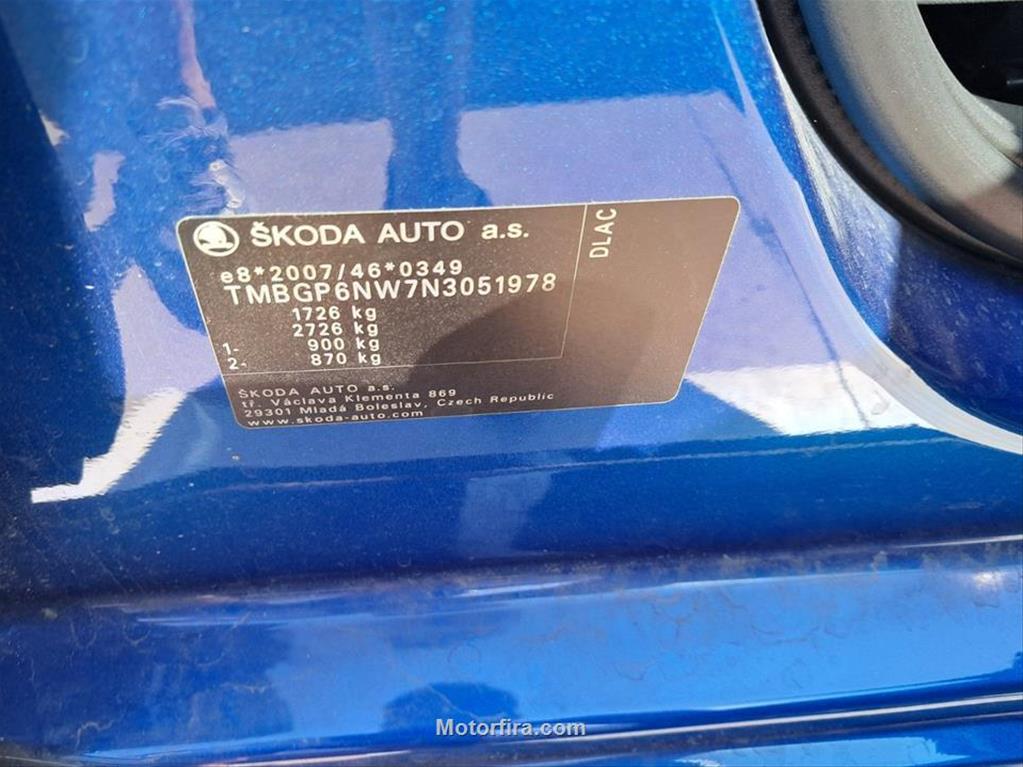 ŠKODA AUTO a.s.
DLAC
e8*2007/46*0349
TMBGP6NW7N3051978
1726 kg
2726 kg
1- 900 kg
2- 870 kg
ŠKODA AUTO a.s.
tř. Václava Klementa 869
29301 Mladá Boleslav, Czech Republic
www.skoda-auto.com
Motorfira.com